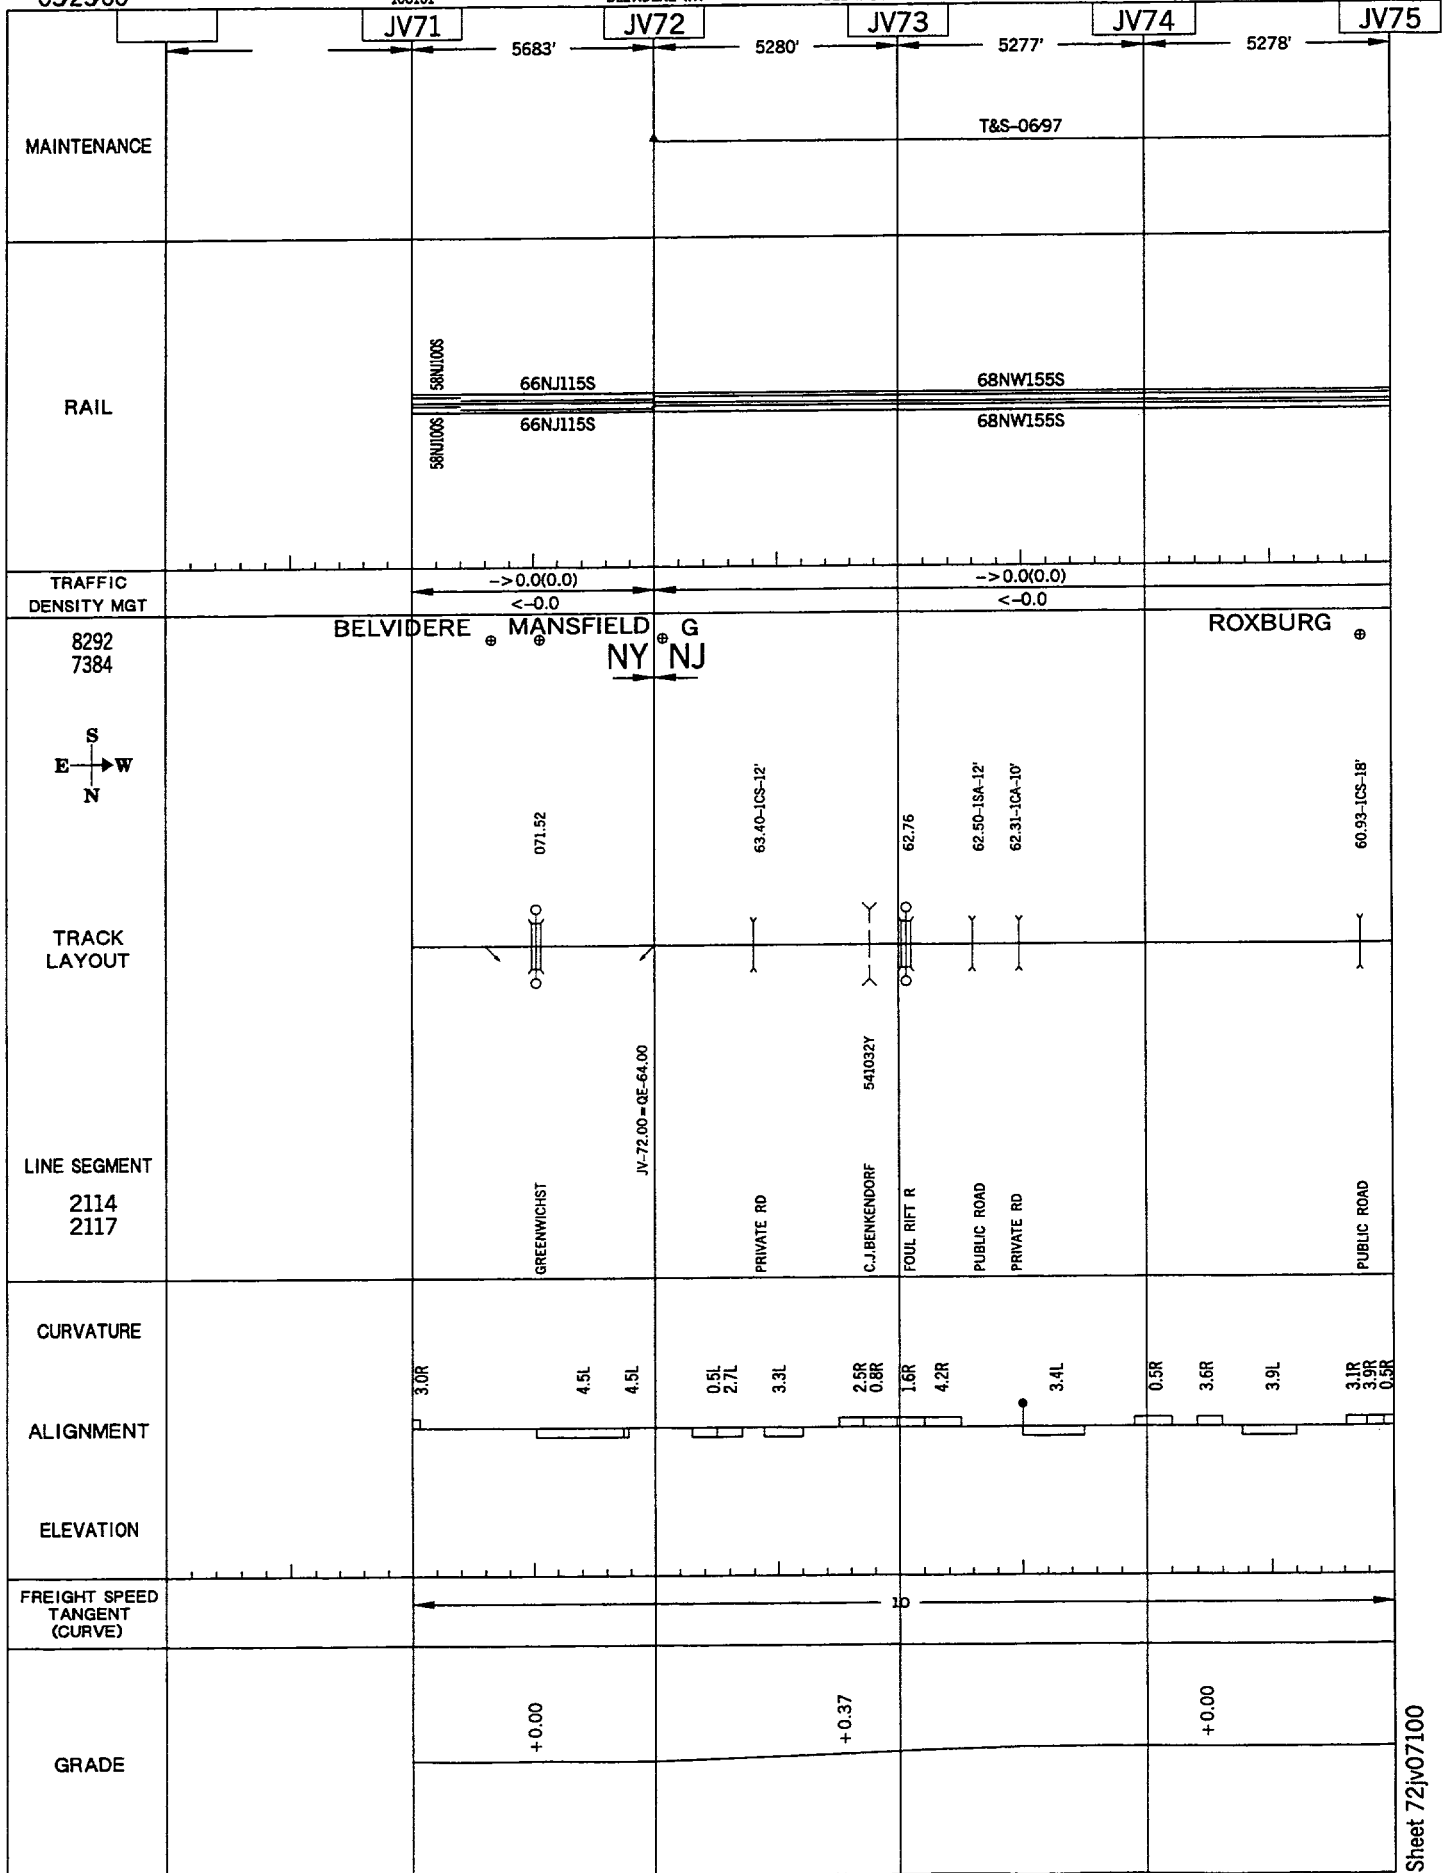 JV71
JV72
JV73
JV74
JV75
5683'
5280'
5277'
5278'
MAINTENANCE
T&S-06/97
RAIL
58NJ100S
66NJ115S
68NW155S
58NJ100S
66NJ115S
68NW155S
TRAFFIC
DENSITY MGT
->0.0(0.0)
<-0.0
->0.0(0.0)
<-0.0
8292
7384
BELVIDERE
MANSFIELD
G
ROXBURG
NY NJ
S
E W
N
071.52
63.40-1CS-12'
62.76
62.50-1SA-12'
62.31-1CA-10'
60.93-1CS-18'
TRACK
LAYOUT
JV-72.00=QE-64.00
541032Y
LINE SEGMENT
2114
2117
GREENWICHST
PRIVATE RD
C.J.BENKENDORF
FOUL RIFT R
PUBLIC ROAD
PRIVATE RD
PUBLIC ROAD
CURVATURE
3.0R
4.5L
4.5L
0.5L
2.7L
3.3L
2.5R
0.8R
1.6R
4.2R
3.4L
0.5R
3.6R
3.9L
3.1R
3.9R
0.5R
ALIGNMENT
ELEVATION
FREIGHT SPEED
TANGENT
(CURVE)
10
GRADE
+0.00
+0.37
+0.00
Sheet 72jv07100